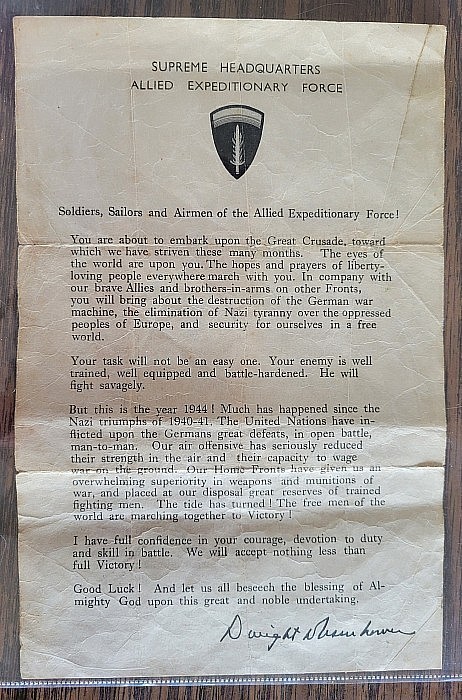 SUPREME HEADQUARTERS
ALLIED EXPEDITIONARY FORCE
Soldiers, Sailors and Airmen of the Allied Expeditionary Force!
You are about to embark upon the Great Crusade, toward
which we have striven these many months. The eyes of
the world are upon you. The hopes and prayers of liberty-
loving people everywhere march with you. In company with
our brave Allies and brothers-in-arms on other Fronts,
you will bring about the destruction of the German war
machine, the elimination of Nazi tyranny over the oppressed
peoples of Europe, and security for ourselves in a free
world.
Your task will not be an easy one. Your enemy is well
trained, well equipped and battle-hardened. He will
fight savagely.
But this is the year 1944! Much has happened since the
Nazi triumphs of 1940-41. The United Nations have in-
flicted upon the Germans great defeats, in open battle,
man-to-man. Our air offensive has seriously reduced
their strength in the air and their capacity to wage
war on the ground. Our Home Fronts have given us an
overwhelming superiority in weapons and munitions of
war, and placed at our disposal great reserves of trained
fighting men. The tide has turned! The free men of the
world are marching together to Victory!
I have full confidence in your courage, devotion to duty
and skill in battle. We will accept nothing less than
full Victory!
Good Luck! And let us all beseech the blessing of Al-
mighty God upon this great and noble undertaking.
Dwight D Eisenhower